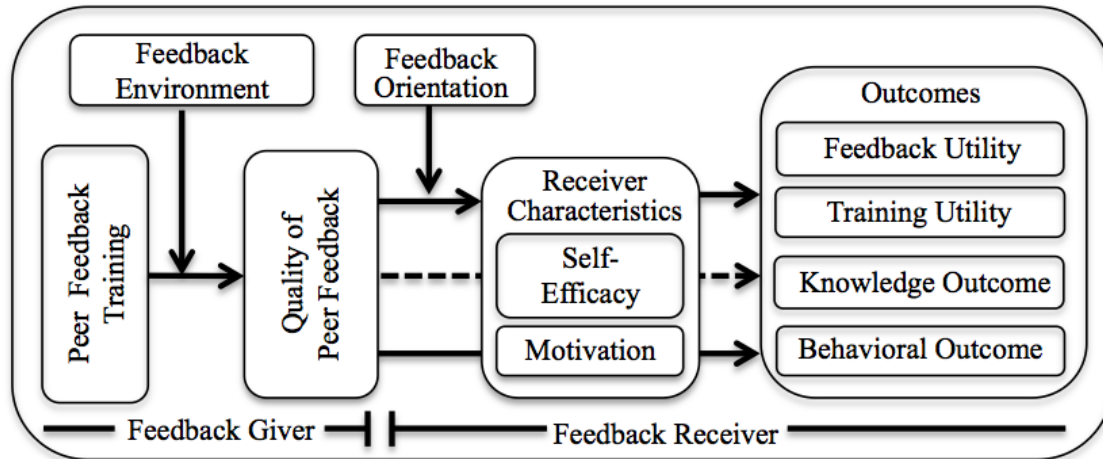 Feedback
Environment
Feedback
Orientation
Peer Feedback
Training
Quality of
Peer Feedback
Receiver
Characteristics
Self-
Efficacy
Motivation
Outcomes
Feedback Utility
Training Utility
Knowledge Outcome
Behavioral Outcome
Feedback Giver
Feedback Receiver